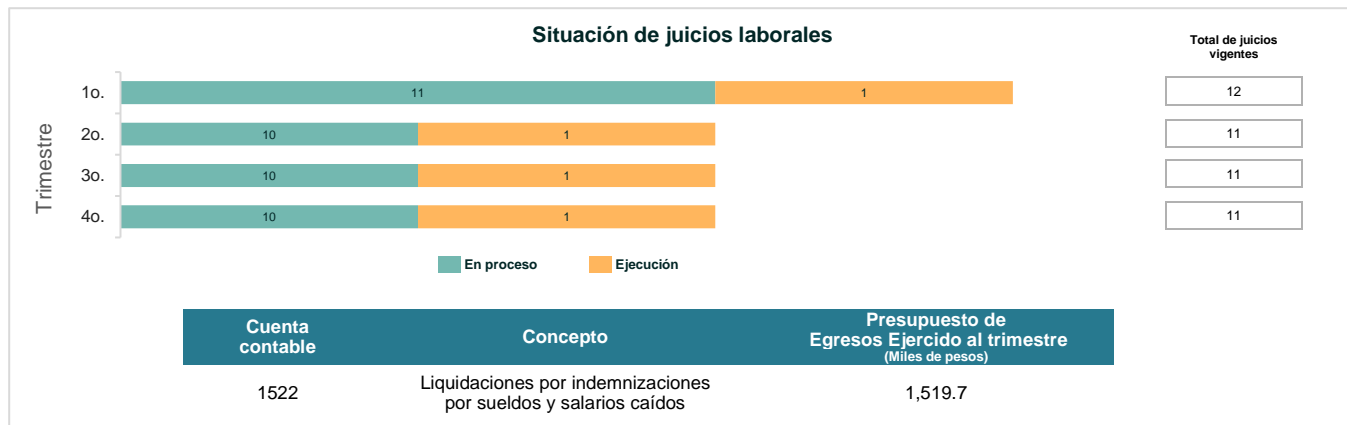 Situación de juicios laborales
Total de juicios
vigentes
Trimestre
1o.
11
1
12
2o.
10
1
11
3o.
10
1
11
4o.
10
1
11
En proceso
Ejecución
Cuenta
contable
Concepto
Presupuesto de
Egresos Ejercido al trimestre
(Miles de pesos)
1522
Liquidaciones por indemnizaciones
por sueldos y salarios caídos
1,519.7